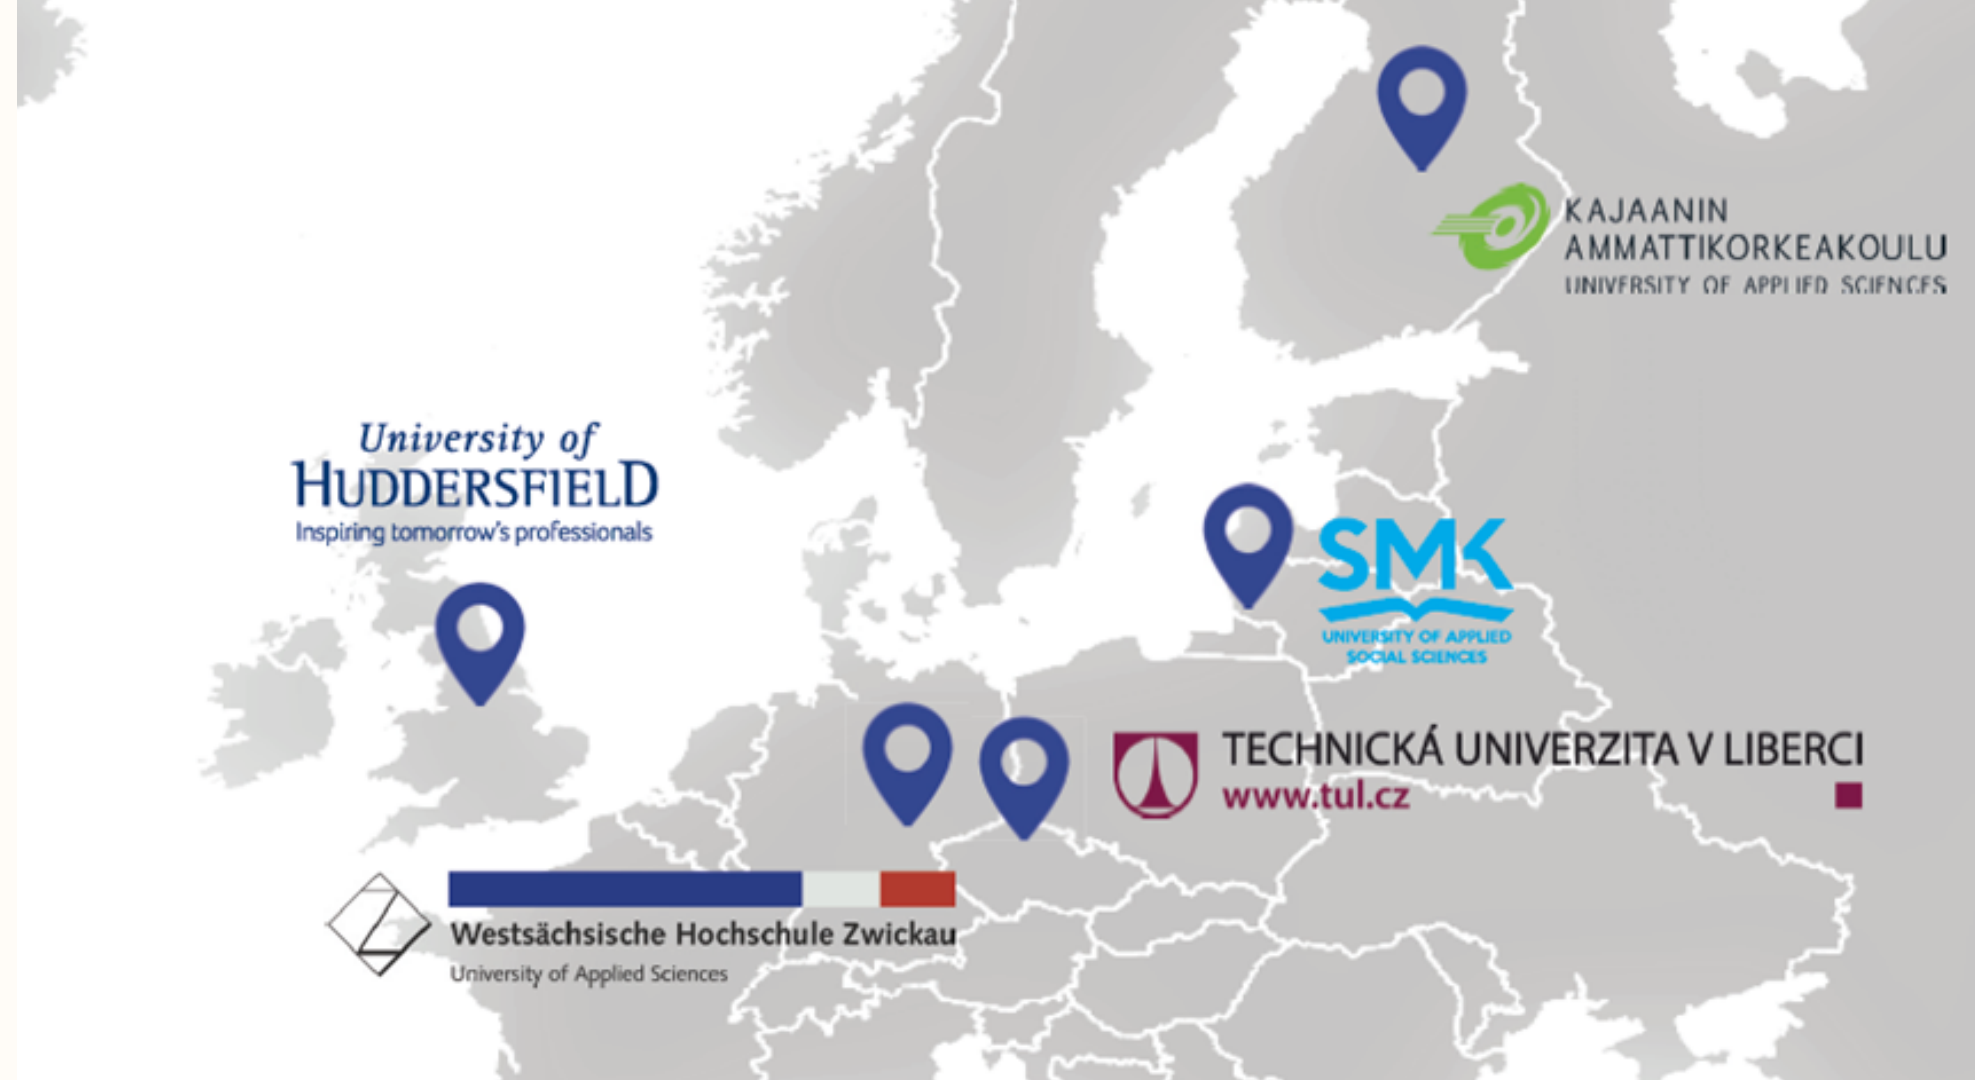 KAJAANIN
AMMATTIKORKEAKOULU
UNIVERSITY OF APPLIED SCIENCES
University of
HUDDERSFIELD
Inspiring tomorrow's professionals
SMK
UNIVERSITY OF APPLIED
SOCIAL SCIENCES
TECHNICKÁ UNIVERZITA V LIBERCI
www.tul.cz
Westsächsische Hochschule Zwickau
University of Applied Sciences